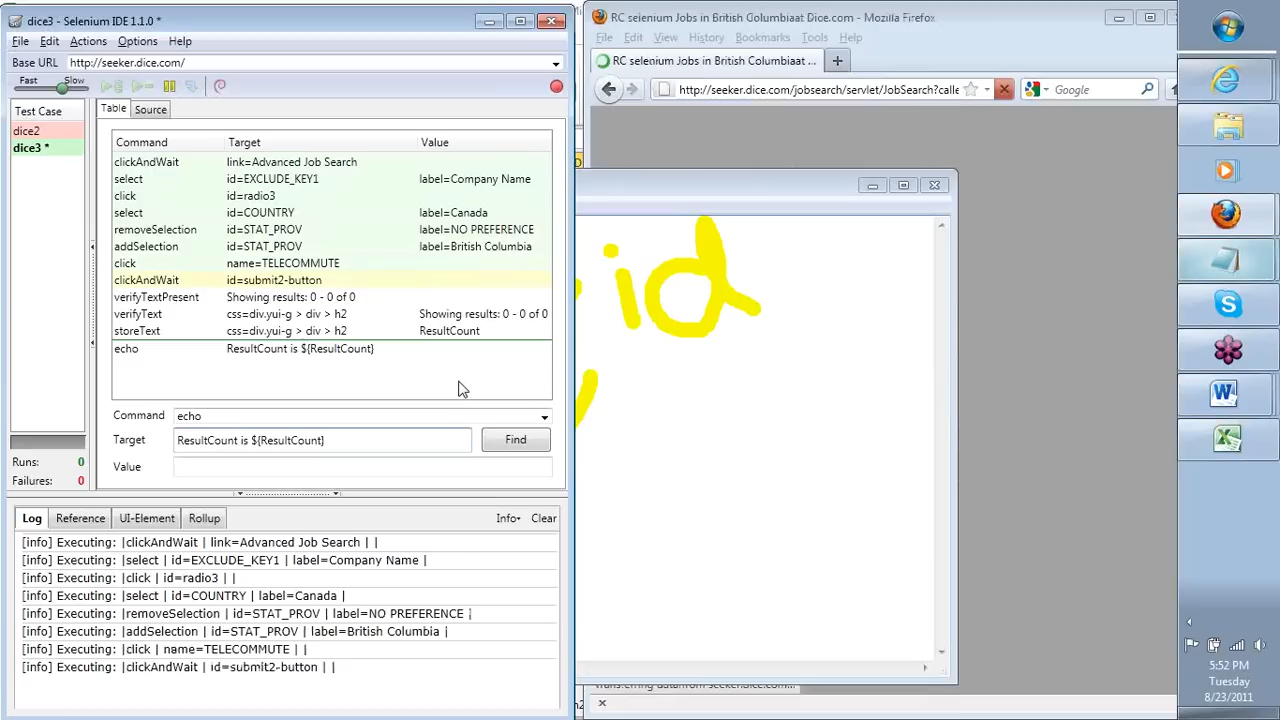 dice3 - Selenium IDE 1.1.0 *
File Edit Actions Options Help
Base URL http://seeker.dice.com/
Fast Slow
Test Case
dice2
dice3 *
Table Source
Command Target Value
clickAndWait link=Advanced Job Search
select id=EXCLUDE_KEY1 label=Company Name
click id=radio3
select id=COUNTRY label=Canada
removeSelection id=STAT_PROV label=NO PREFERENCE
addSelection id=STAT_PROV label=British Columbia
click name=TELECOMMUTE
clickAndWait id=submit2-button
verifyTextPresent Showing results: 0 - 0 of 0
verifyText css=div.yui-g > div > h2 Showing results: 0 - 0 of 0
storeText css=div.yui-g > div > h2 ResultCount
echo ResultCount is ${ResultCount}
Command echo
Target ResultCount is ${ResultCount} Find
Value
Runs: 0
Failures: 0
Log Reference UI-Element Rollup Info Clear
[info] Executing: |clickAndWait | link=Advanced Job Search | |
[info] Executing: |select | id=EXCLUDE_KEY1 | label=Company Name |
[info] Executing: |click | id=radio3 | |
[info] Executing: |select | id=COUNTRY | label=Canada |
[info] Executing: |removeSelection | id=STAT_PROV | label=NO PREFERENCE |
[info] Executing: |addSelection | id=STAT_PROV | label=British Columbia |
[info] Executing: |click | name=TELECOMMUTE | |
[info] Executing: |clickAndWait | id=submit2-button | |
RC selenium Jobs in British Columbiaat Dice.com - Mozilla Firefox
File Edit View History Bookmarks Tools Help
RC selenium Jobs in British Columbiaat ...
http://seeker.dice.com/jobsearch/servlet/JobSearch?calle Google
id
5:52 PM
Tuesday
8/23/2011